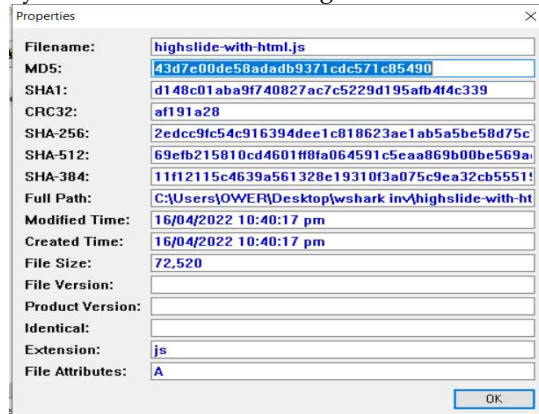 Properties
Filename: highslide-with-html.js
MD5: 43d7e00de58adadb9371cdc571c85490
SHA1: d148c01aba9f740827ac7c5229d195afb4f4c339
CRC32: af191a28
SHA-256: 2edcc9fc54c916394dee1c818623ae1ab5a5be58d75c
SHA-512: 69efb215810cd4601ff8fa064591c5eaa869b00be569a
SHA-384: 11f12115c4639a561328e19310f3a075c9ea32cb5551
Full Path: C:\Users\OWER\Desktop\wshark inv\highslide-with-ht
Modified Time: 16/04/2022 10:40:17 pm
Created Time: 16/04/2022 10:40:17 pm
File Size: 72,520
File Version:
Product Version:
Identical:
Extension: js
File Attributes: A
OK